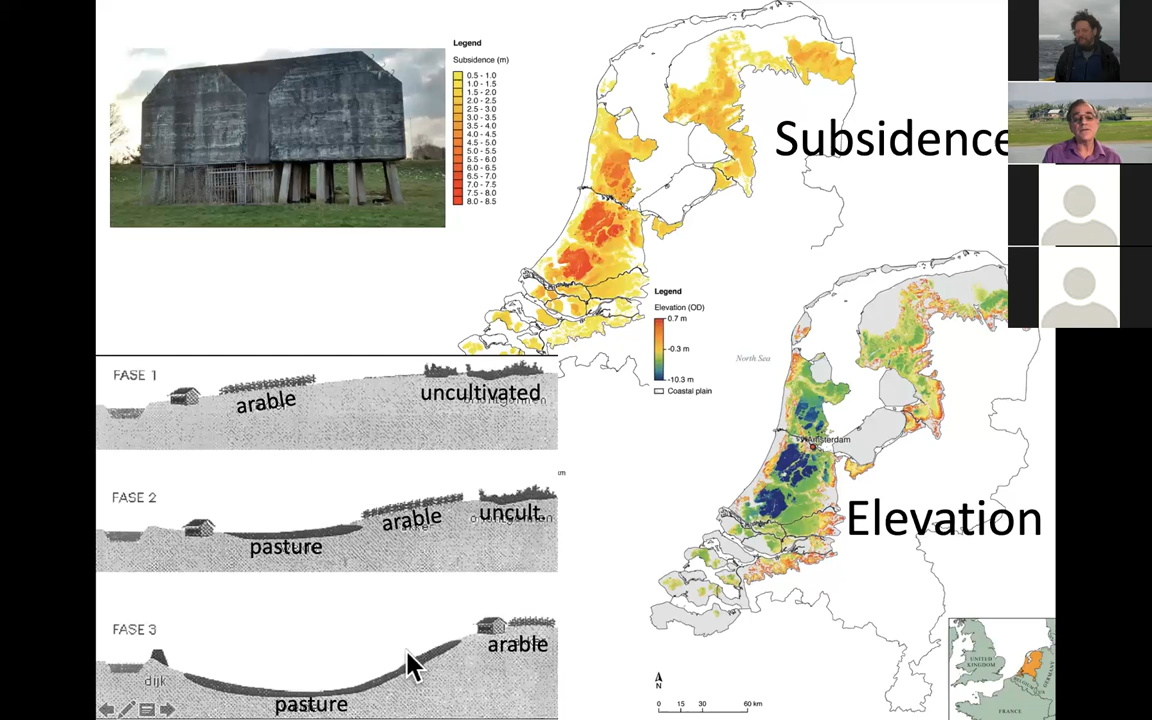 Legend
Subsidence (m)
0.5 - 1.0
1.0 - 1.5
1.5 - 2.0
2.0 - 2.5
2.5 - 3.0
3.0 - 3.5
3.5 - 4.0
4.0 - 4.5
4.5 - 5.0
5.0 - 5.5
5.5 - 6.0
6.0 - 6.5
6.5 - 7.0
7.0 - 7.5
7.5 - 8.0
8.0 - 8.5
Subsidence
Legend
Elevation (OD)
0.7 m
-0.3 m
-10.3 m
Coastal plain
North Sea
Amsterdam
Elevation
FASE 1
arable
uncultivated
FASE 2
pasture
arable
uncult.
FASE 3
dijk
pasture
arable
N
0 15 30 60 km
UNITED
KINGDOM
GERMANY
FRANCE